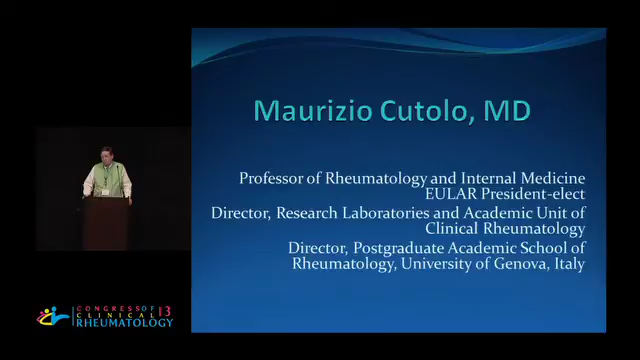 Maurizio Cutolo, MD
Professor of Rheumatology and Internal Medicine
EULAR President-elect
Director, Research Laboratories and Academic Unit of
Clinical Rheumatology
Director, Postgraduate Academic School of
Rheumatology, University of Genova, Italy
CONGRESS OF 13
CLINICAL
RHEUMATOLOGY